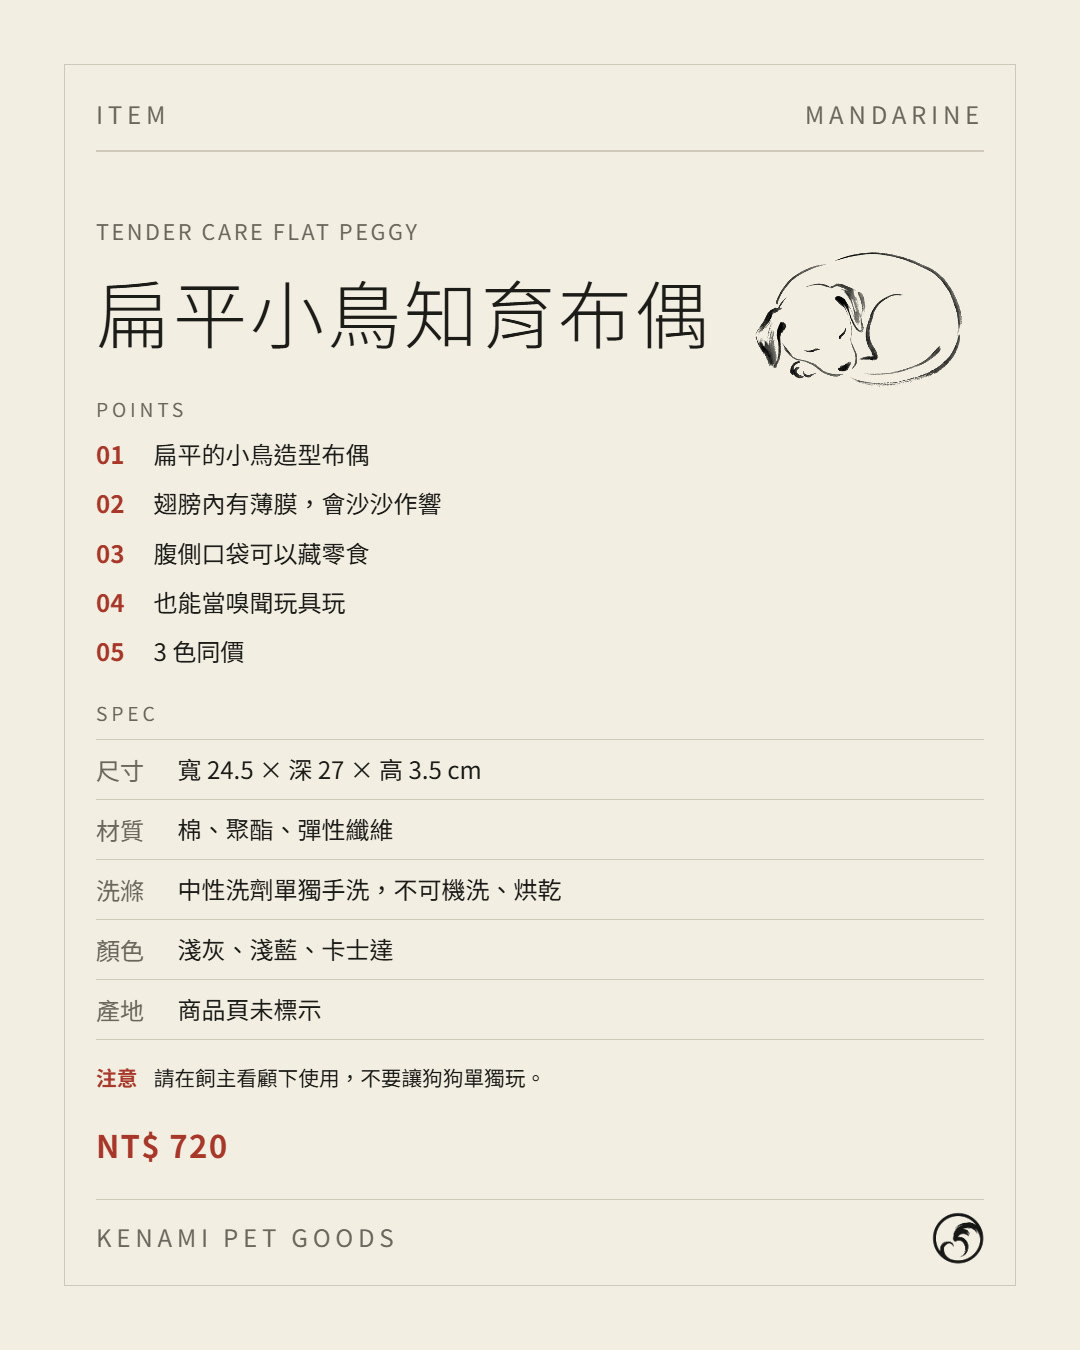 ITEM
MANDARINE
TENDER CARE FLAT PEGGY
扁平小鳥知育布偶
POINTS
01 扁平的小鳥造型布偶
02 翅膀內有薄膜，會沙沙作響
03 腹側口袋可以藏零食
04 也能當嗅聞玩具玩
05 3 色同價
SPEC
尺寸 寬 24.5 × 深 27 × 高 3.5 cm
材質 棉、聚酯、彈性纖維
洗滌 中性洗劑單獨手洗，不可機洗、烘乾
顏色 淺灰、淺藍、卡士達
產地 商品頁未標示
注意 請在飼主看顧下使用，不要讓狗狗單獨玩。
NT$ 720
KENAMI PET GOODS